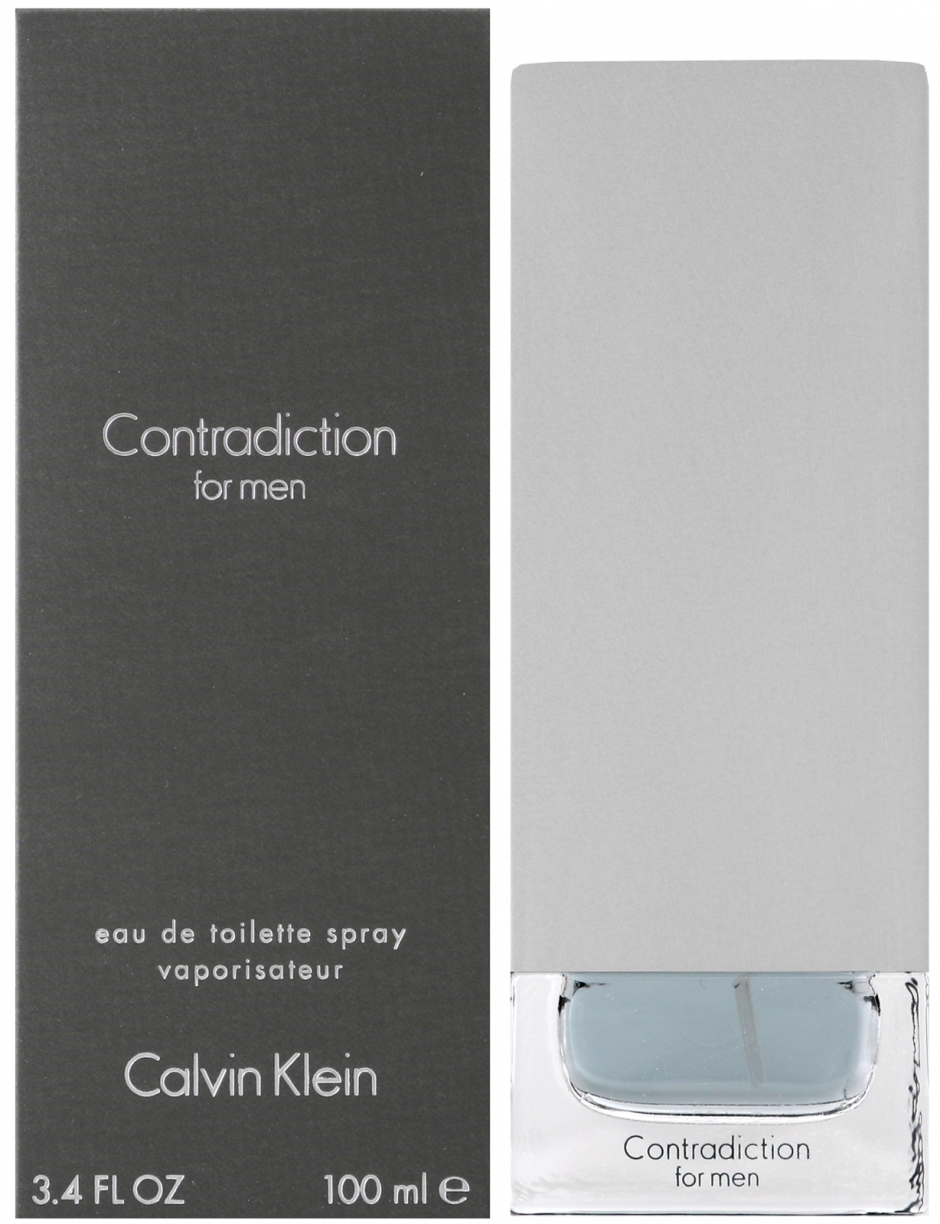 Contradiction
for men
eau de toilette spray
vaporisateur
Calvin Klein
3.4 FL OZ 100 ml ℮
Contradiction
for men